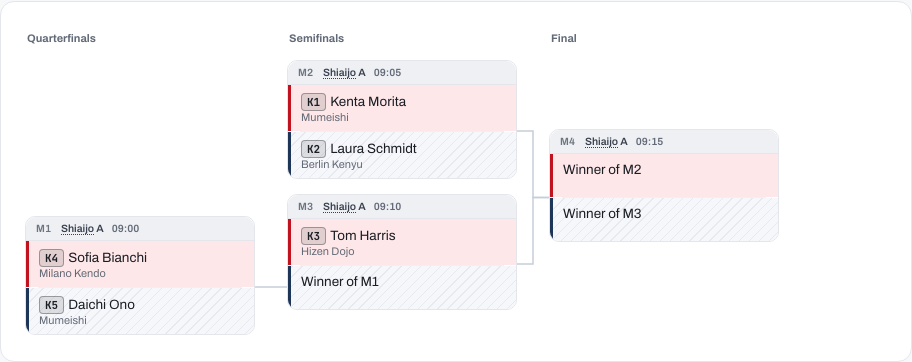 Quarterfinals
M1 Shiaijo A 09:00
K4 Sofia Bianchi
Milano Kendo
K5 Daichi Ono
Mumeishi
Semifinals
M2 Shiaijo A 09:05
K1 Kenta Morita
Mumeishi
K2 Laura Schmidt
Berlin Kenyu
M3 Shiaijo A 09:10
K3 Tom Harris
Hizen Dojo
Winner of M1
Final
M4 Shiaijo A 09:15
Winner of M2
Winner of M3